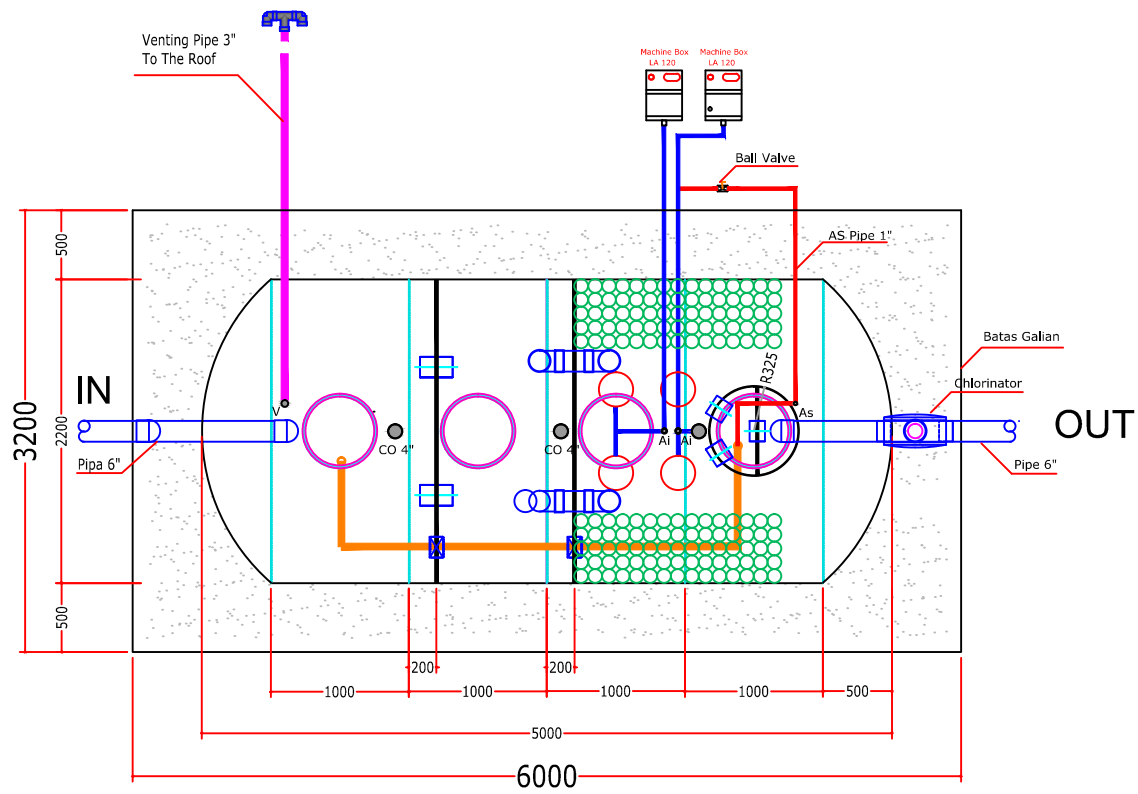 Venting Pipe 3"
To The Roof
Machine Box
LA 120
Machine Box
LA 120
Ball Valve
AS Pipe 1"
Batas Galian
Chlorinator
IN
OUT
Pipa 6"
Pipe 6"
V
CO 4"
CO 4"
Ai
Ai
As
R325
500
2200
500
3200
200
200
1000
1000
1000
1000
500
5000
6000